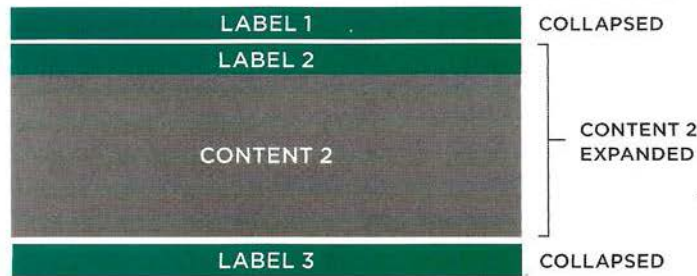 LABEL 1 COLLAPSED
LABEL 2
CONTENT 2
CONTENT 2
EXPANDED
LABEL 3 COLLAPSED